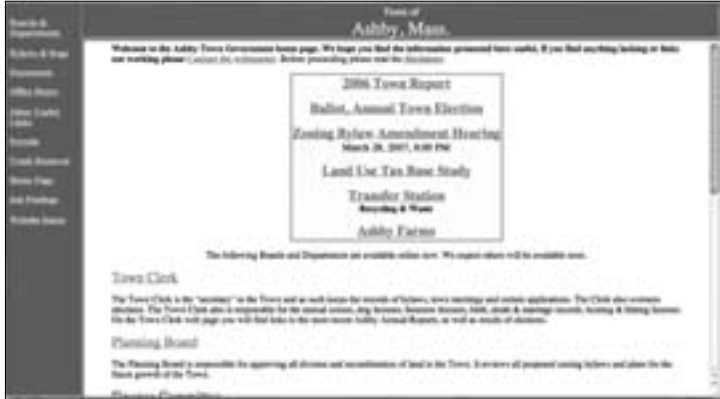 Town of
Ashby, Mass.
Boards &
Departments
Bylaws & Regs
Documents
Office Hours
Other Useful
Links
Permits
Trash Removal
Home Page
Job Postings
Website Issues
Welcome to the Ashby Town Government home page. We hope you find the information presented here useful. If you find anything lacking or links
not working please Contact the webmaster. Before proceeding please read the disclaimer.
2006 Town Report
Ballot, Annual Town Election
Zoning Bylaw Amendment Hearing
March 28, 2007, 8:00 PM
Land Use Tax Base Study
Transfer Station
Recycling & Waste
Ashby Farms
The following Boards and Department are available online now. We expect others will be available soon.
Town Clerk
The Town Clerk is the "secretary" to the Town and as such keeps the records of bylaws, town meetings and certain applications. The Clerk also oversees
elections. The Town Clerk also is responsible for the annual census, dog licenses, business licenses, birth, death & marriage records, hunting & fishing licenses.
On the Town Clerk web page you will find links to the most recent Ashby Annual Reports, as well as results of elections.
Planning Board
The Planning Board is responsible for approving all division and recombination of land in the Town. It reviews all proposed zoning bylaws and plans for the
future growth of the Town.
Finance Committee